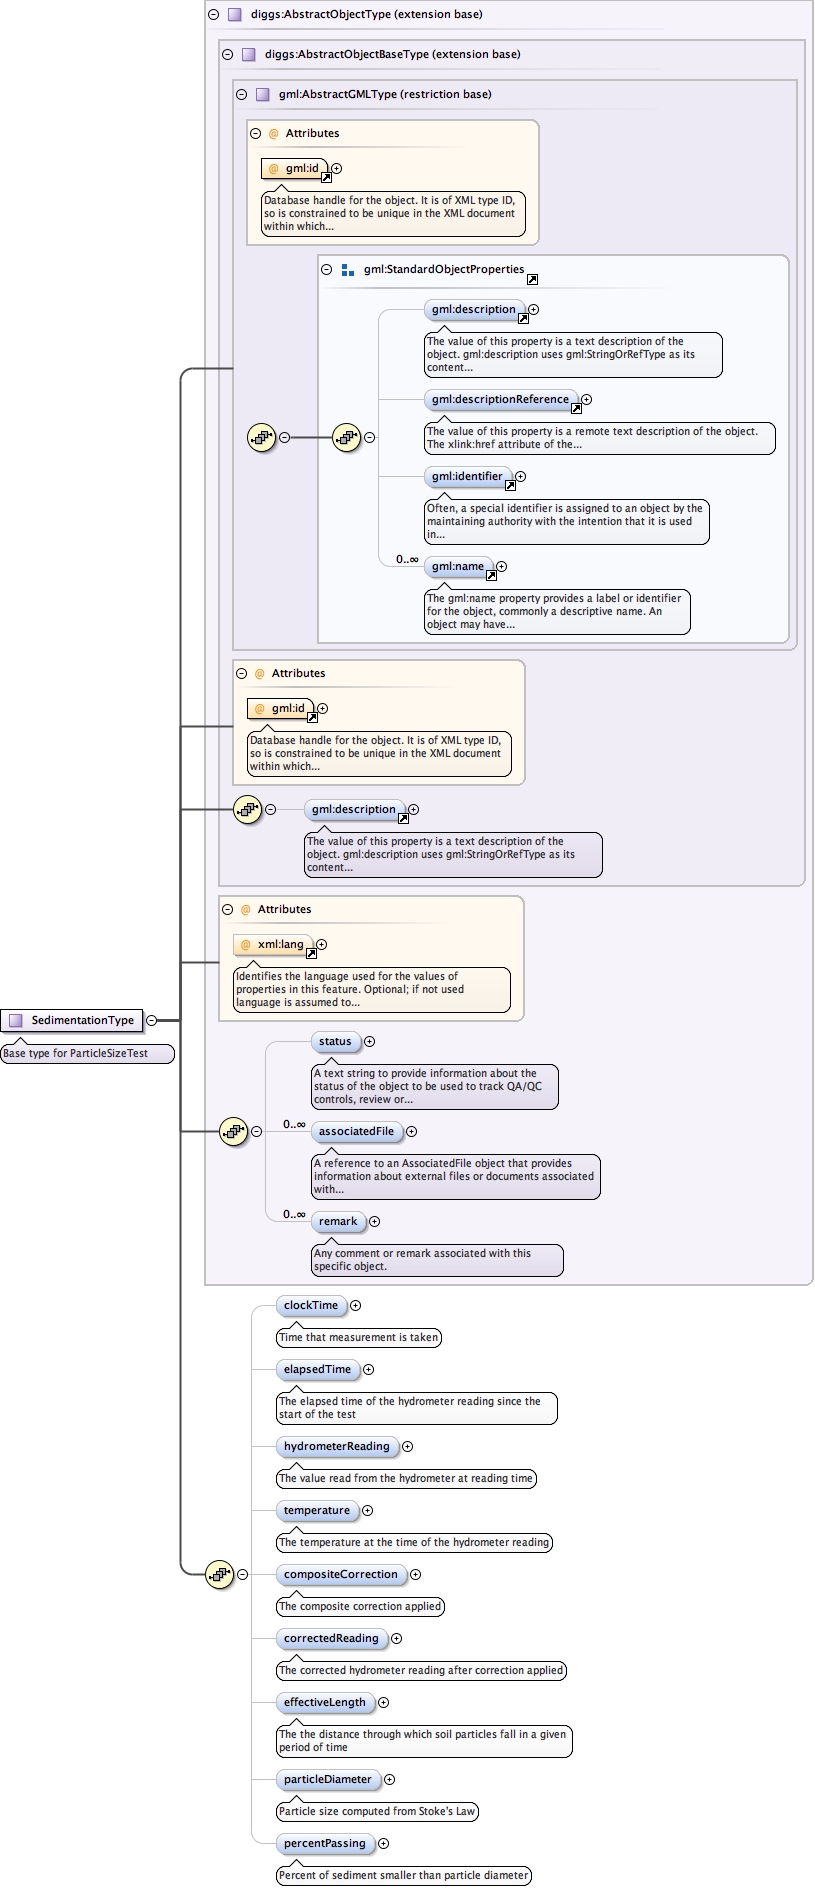 diggs:AbstractObjectType (extension base)
diggs:AbstractObjectBaseType (extension base)
gml:AbstractGMLType (restriction base)
@ Attributes
@ gml:id
Database handle for the object. It is of XML type ID,
so is constrained to be unique in the XML document
within which...
gml:StandardObjectProperties
gml:description
The value of this property is a text description of the
object. gml:description uses gml:StringOrRefType as its
content...
gml:descriptionReference
The value of this property is a remote text description of the object.
The xlink:href attribute of the...
gml:identifier
Often, a special identifier is assigned to an object by the
maintaining authority with the intention that it is used
in...
0..∞
gml:name
The gml:name property provides a label or identifier
for the object, commonly a descriptive name. An
object may have...
@ Attributes
@ gml:id
Database handle for the object. It is of XML type ID,
so is constrained to be unique in the XML document
within which...
gml:description
The value of this property is a text description of the
object. gml:description uses gml:StringOrRefType as its
content...
@ Attributes
@ xml:lang
Identifies the language used for the values of
properties in this feature. Optional; if not used
language is assumed to...
SedimentationType
Base type for ParticleSizeTest
status
A text string to provide information about the
status of the object to be used to track QA/QC
controls, review or...
0..∞
associatedFile
A reference to an AssociatedFile object that provides
information about external files or documents associated
with...
0..∞
remark
Any comment or remark associated with this
specific object.
clockTime
Time that measurement is taken
elapsedTime
The elapsed time of the hydrometer reading since the
start of the test
hydrometerReading
The value read from the hydrometer at reading time
temperature
The temperature at the time of the hydrometer reading
compositeCorrection
The composite correction applied
correctedReading
The corrected hydrometer reading after correction applied
effectiveLength
The the distance through which soil particles fall in a given
period of time
particleDiameter
Particle size computed from Stoke's Law
percentPassing
Percent of sediment smaller than particle diameter